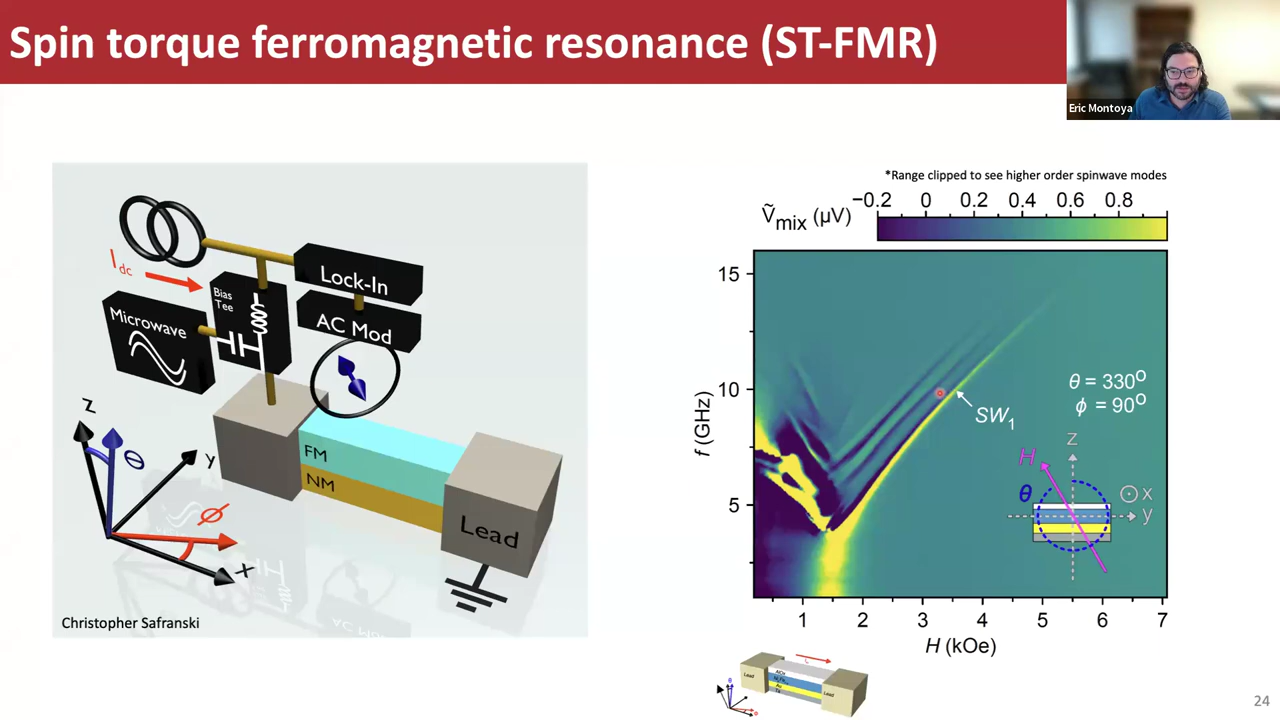 Spin torque ferromagnetic resonance (ST-FMR)
Eric Montoya
I dc
Lock-In
Bias
Tee
AC Mod
Microwave
z
θ
y
ϕ
x
FM
NM
Lead
Christopher Safranski
*Range clipped to see higher order spinwave modes
Ṽmix (µV)
−0.2 0 0.2 0.4 0.6 0.8
15
10
5
f (GHz)
θ = 330°
ϕ = 90°
SW1
z
H
θ
x
y
1 2 3 4 5 6 7
H (kOe)
Lead
Lead
24